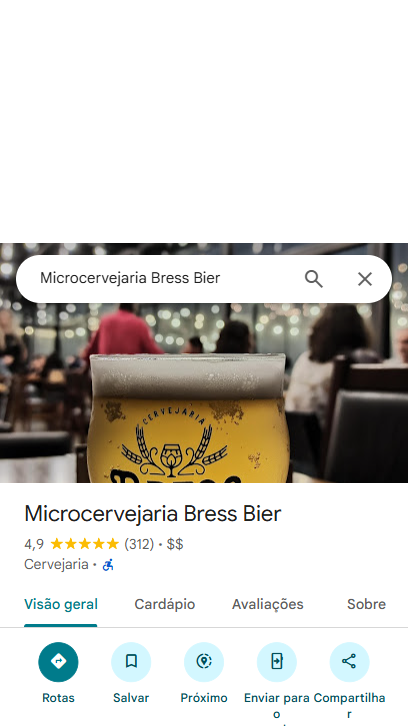 Microcervejaria Bress Bier
CERVEJARIA
Microcervejaria Bress Bier
4,9 (312) • $$
Cervejaria •
Visão geral Cardápio Avaliações Sobre
Rotas Salvar Próximo Enviar para o Compartilhar